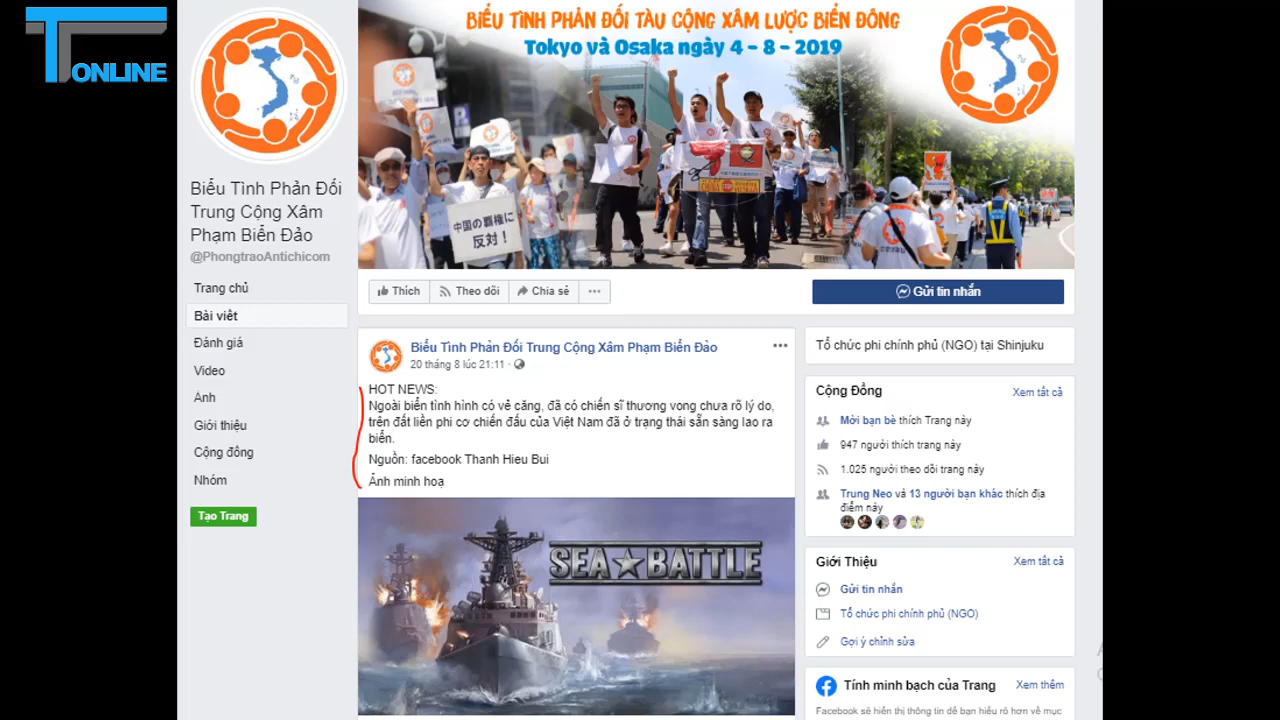 T ONLINE
BIỂU TÌNH PHẢN ĐỐI TÀU CỘNG XÂM LƯỢC BIỂN ĐÔNG
Tokyo và Osaka ngày 4 - 8 - 2019
中国の覇権に
反対！
Biểu Tình Phản Đối
Trung Cộng Xâm
Phạm Biển Đảo
@PhongtraoAntichicom
Trang chủ
Bài viết
Đánh giá
Video
Ảnh
Giới thiệu
Cộng đồng
Nhóm
Tạo Trang
Thích
Theo dõi
Chia sẻ
Gửi tin nhắn
Biểu Tình Phản Đối Trung Cộng Xâm Phạm Biển Đảo
20 tháng 8 lúc 21:11
HOT NEWS:
Ngoài biển tình hình có vẻ căng, đã có chiến sĩ thương vong chưa rõ lý do,
trên đất liền phi cơ chiến đấu của Việt Nam đã ở trạng thái sẵn sàng lao ra
biển.
Nguồn: facebook Thanh Hieu Bui
Ảnh minh hoạ
SEA★BATTLE
Tổ chức phi chính phủ (NGO) tại Shinjuku
Cộng Đồng
Xem tất cả
Mời bạn bè thích Trang này
947 người thích trang này
1.025 người theo dõi trang này
Trung Neo và 13 người bạn khác thích địa
điểm này
Giới Thiệu
Xem tất cả
Gửi tin nhắn
Tổ chức phi chính phủ (NGO)
Gợi ý chỉnh sửa
Tính minh bạch của Trang
Xem thêm
Facebook sẽ hiển thị thông tin để bạn hiểu rõ hơn về mục